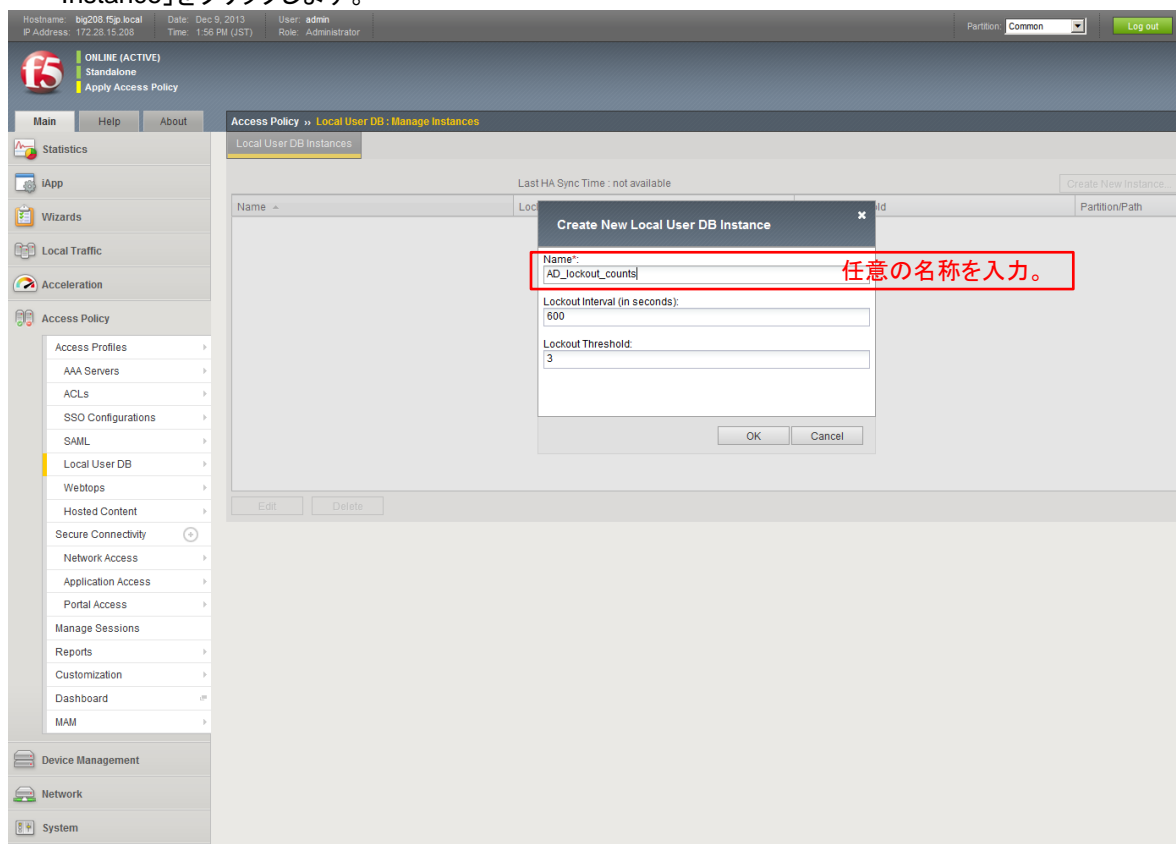 Instance」をクリックします。
Hostname: big208.f5jp.local Date: Dec 9, 2013 User: admin
IP Address: 172.28.15.208 Time: 1:56 PM (JST) Role: Administrator
Partition: Common Log out
f5
ONLINE (ACTIVE)
Standalone
Apply Access Policy
Main Help About
Access Policy ›› Local User DB : Manage Instances
Local User DB Instances
Statistics
iApp
Wizards
Local Traffic
Acceleration
Access Policy
Access Profiles
AAA Servers
ACLs
SSO Configurations
SAML
Local User DB
Webtops
Hosted Content
Secure Connectivity
Network Access
Application Access
Portal Access
Manage Sessions
Reports
Customization
Dashboard
MAM
Device Management
Network
System
Last HA Sync Time : not available
Create New Instance...
Name Loc ld Partition/Path
Create New Local User DB Instance
Name*:
AD_lockout_counts
任意の名称を入力。
Lockout Interval (in seconds):
600
Lockout Threshold:
3
OK Cancel
Edit Delete